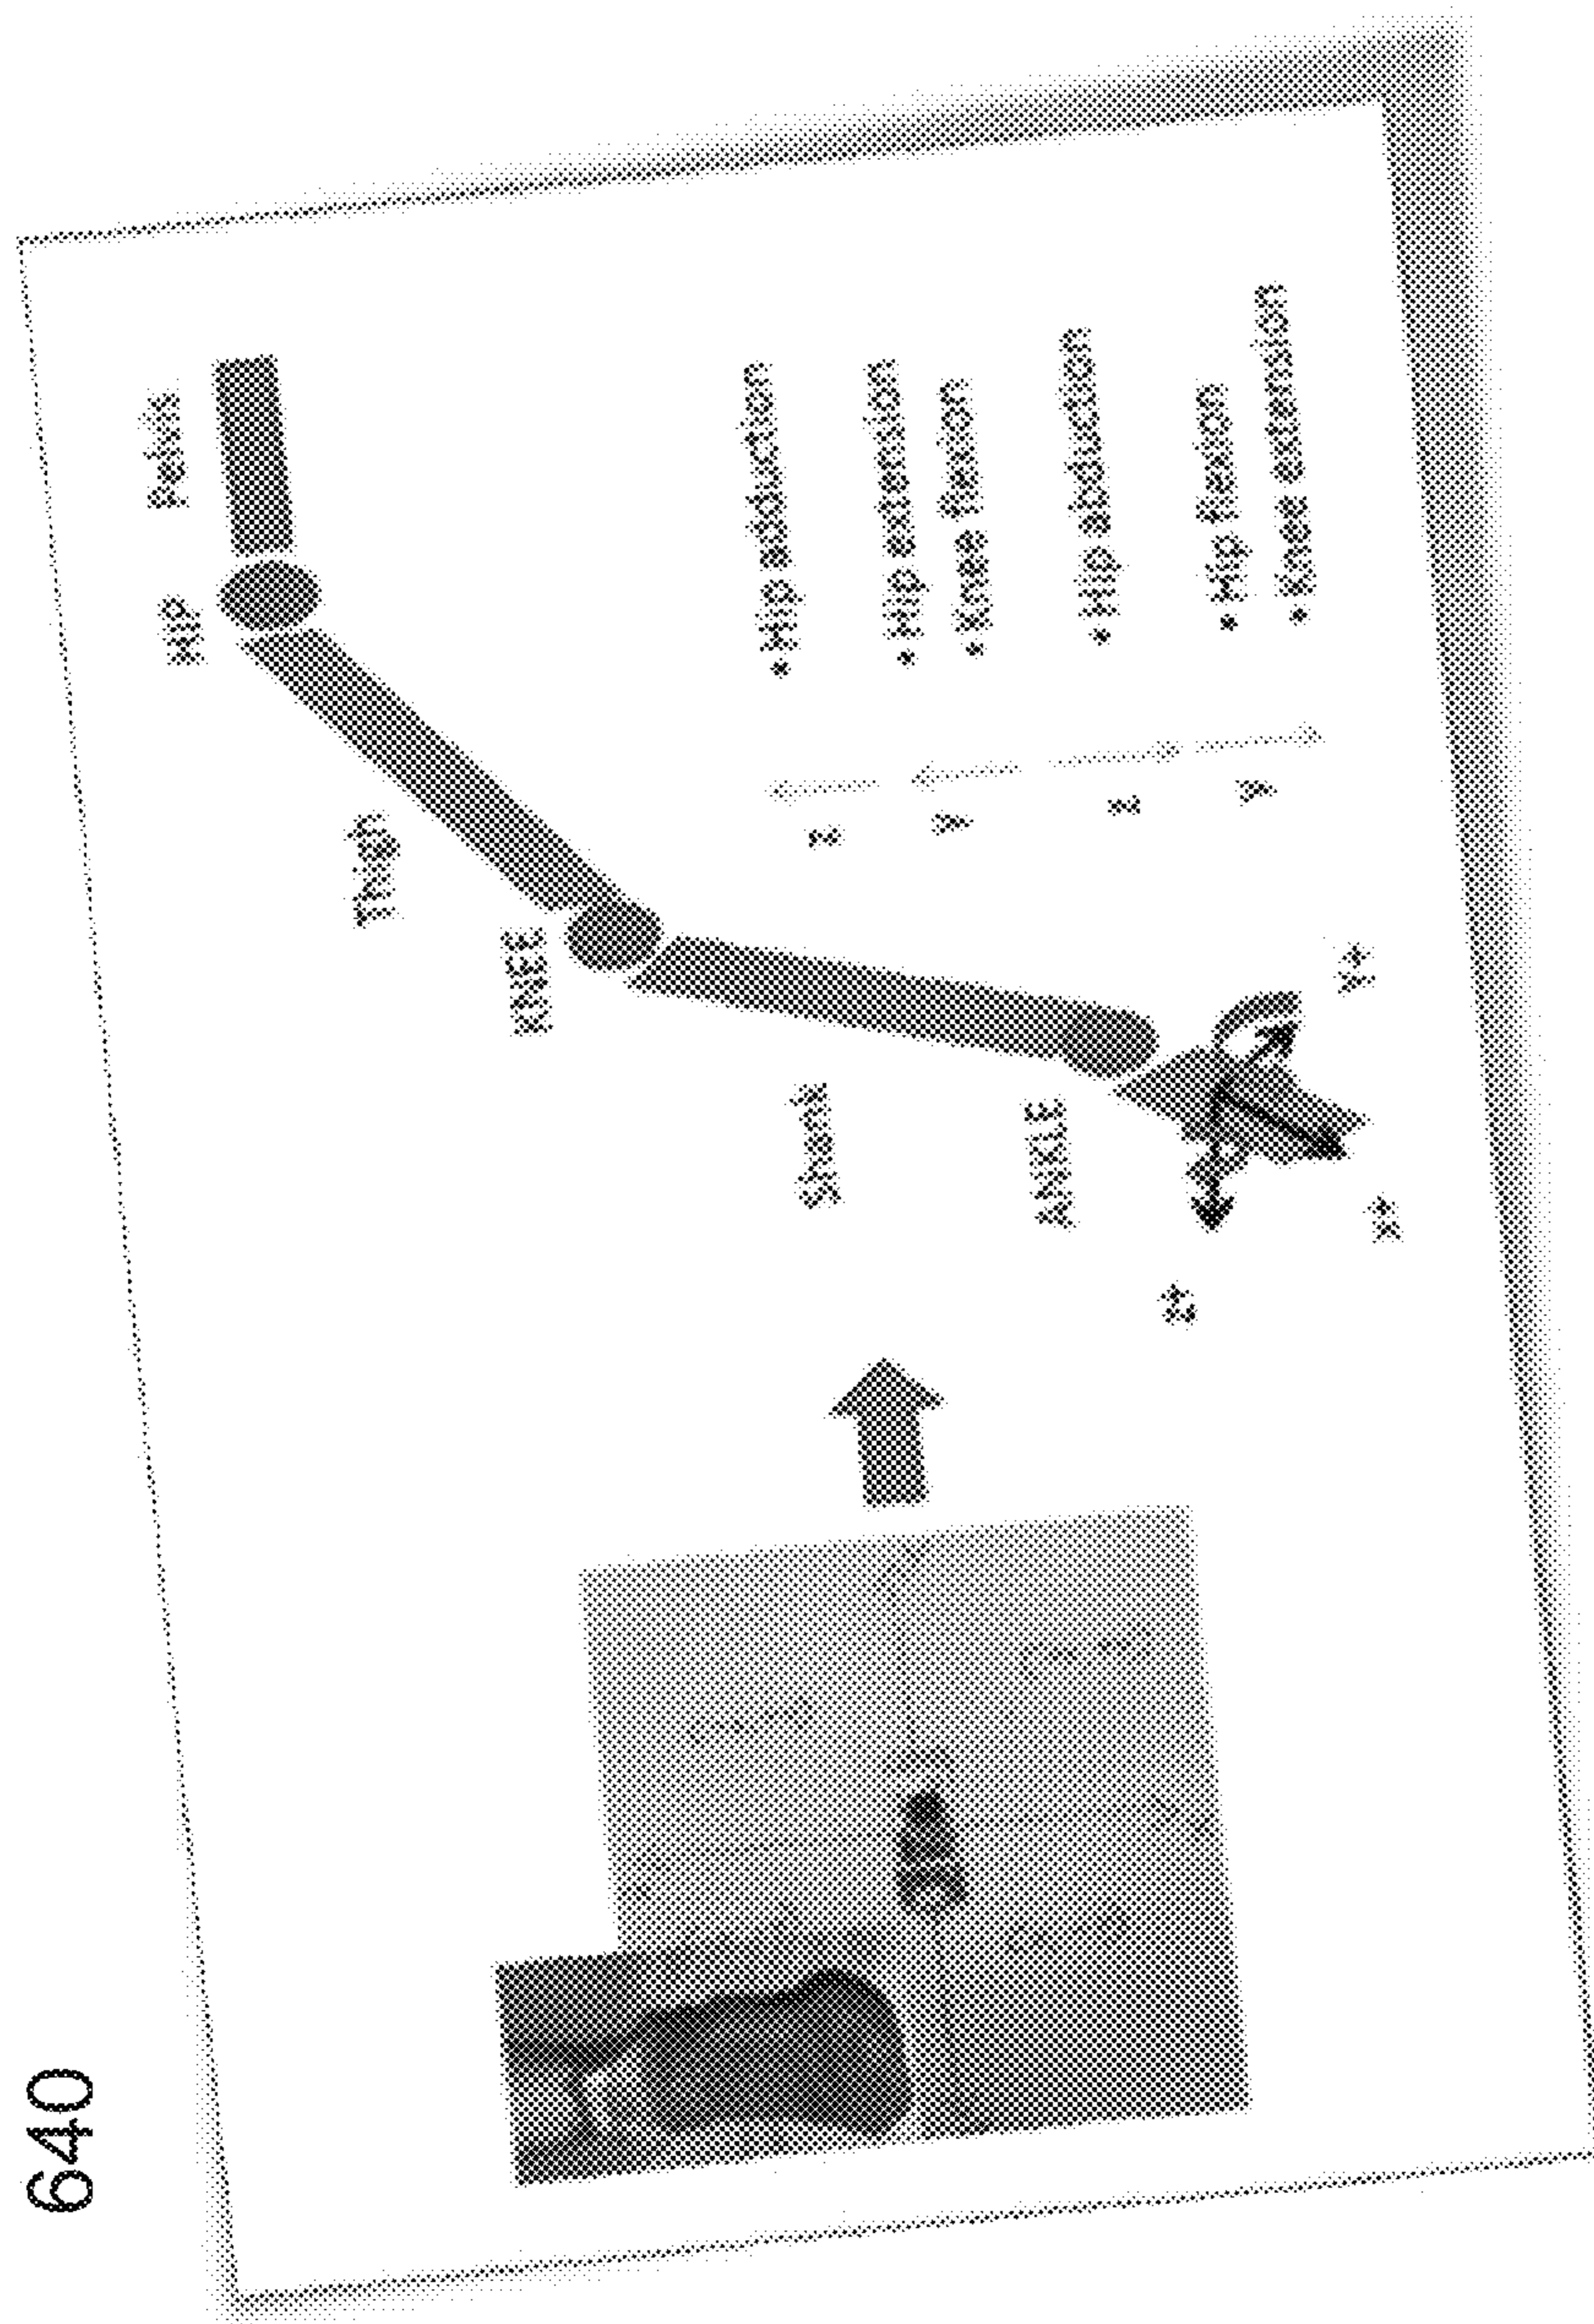 640
HIP Pelvis
Thigh
KNEE
Shank
z • Hip adduction
y • Hip extension
• Knee flexion
ANKLE
z • Hip abduction
z+
y • Hip flexion
• Knee extension
x+ Y+